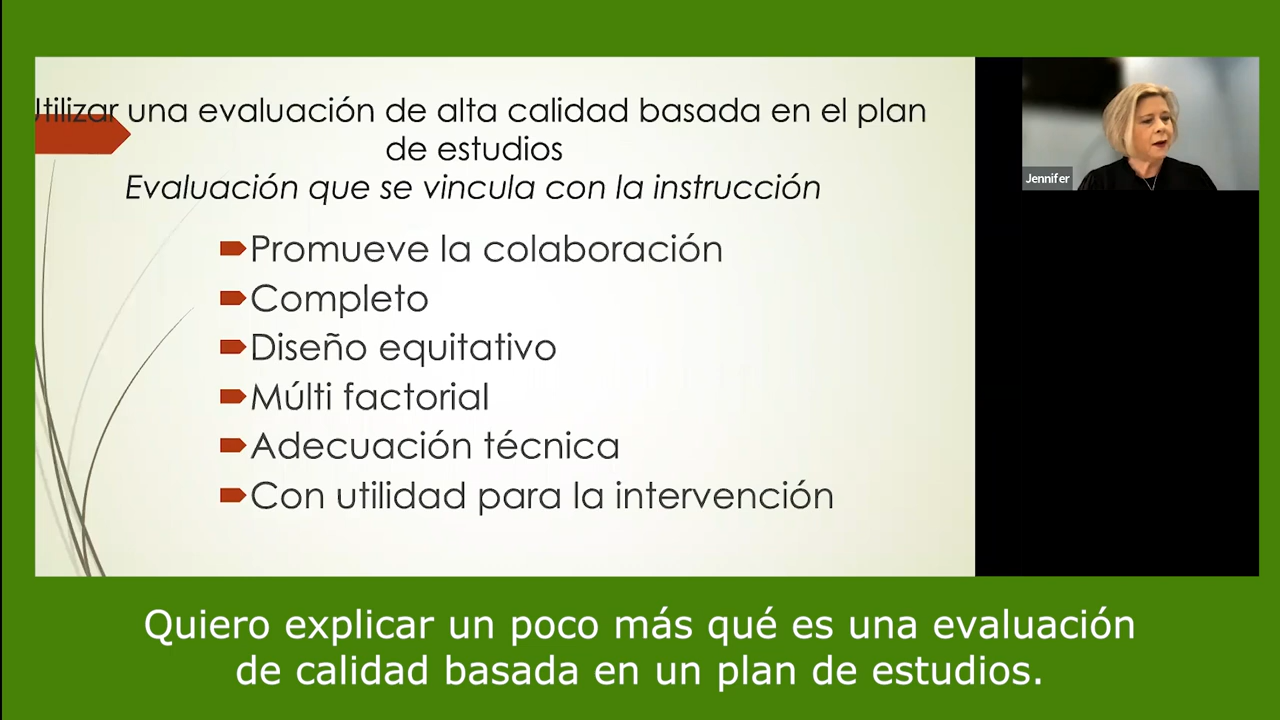 Utilizar una evaluación de alta calidad basada en el plan
de estudios
Evaluación que se vincula con la instrucción
Promueve la colaboración
Completo
Diseño equitativo
Múlti factorial
Adecuación técnica
Con utilidad para la intervención
Jennifer
Quiero explicar un poco más qué es una evaluación
de calidad basada en un plan de estudios.